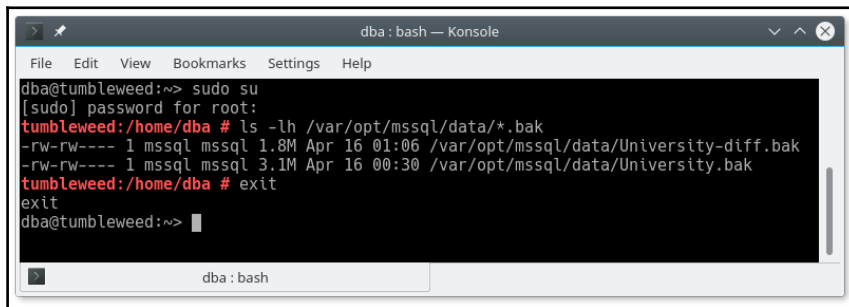 dba : bash — Konsole
File Edit View Bookmarks Settings Help
dba@tumbleweed:~> sudo su
[sudo] password for root:
tumbleweed:/home/dba # ls -lh /var/opt/mssql/data/*.bak
-rw-rw---- 1 mssql mssql 1.8M Apr 16 01:06 /var/opt/mssql/data/University-diff.bak
-rw-rw---- 1 mssql mssql 3.1M Apr 16 00:30 /var/opt/mssql/data/University.bak
tumbleweed:/home/dba # exit
exit
dba@tumbleweed:~>
dba : bash